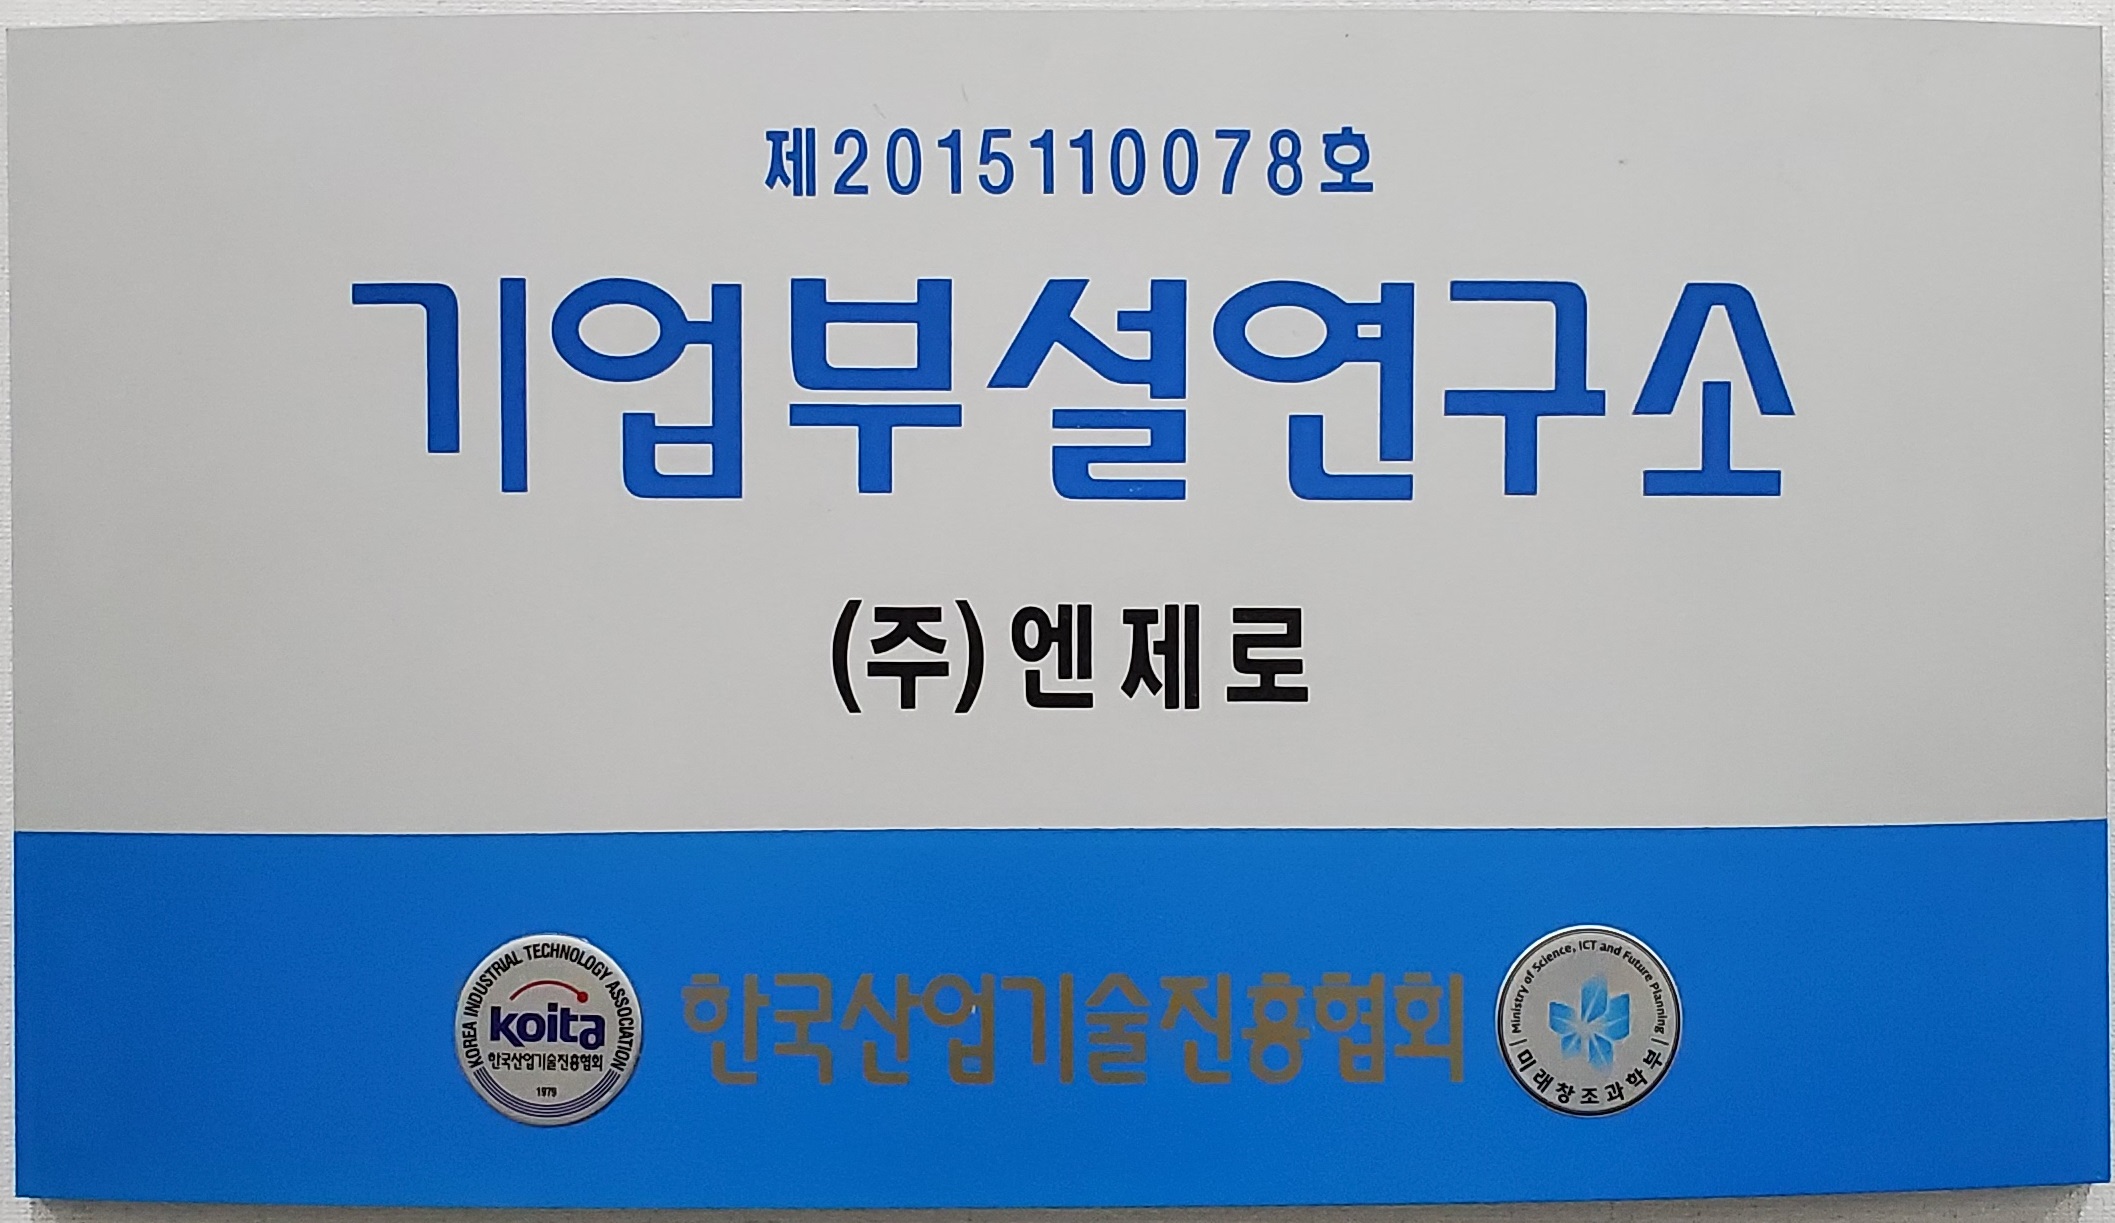 제2015110078호
기업부설연구소
(주)엔제로
KOREA INDUSTRIAL TECHNOLOGY ASSOCIATION
koita
한국산업기술진흥협회
1979
한국산업기술진흥협회
Ministry of Science, ICT and Future Planning
미래창조과학부